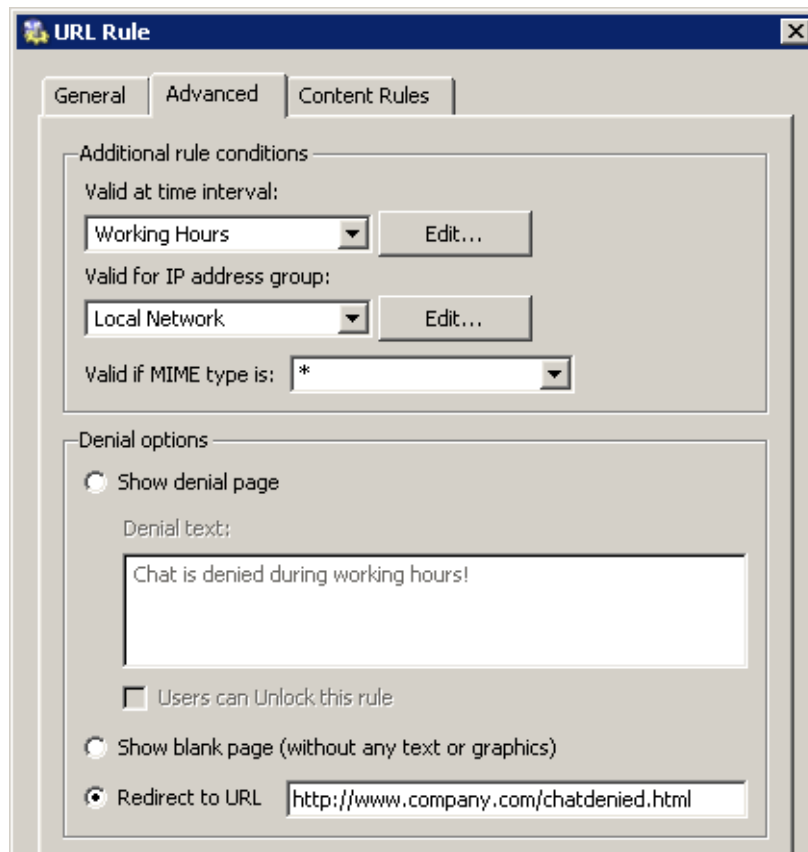 URL Rule
General Advanced Content Rules
Additional rule conditions
Valid at time interval:
Working Hours Edit...
Valid for IP address group:
Local Network Edit...
Valid if MIME type is: *
Denial options
Show denial page
Denial text:
Chat is denied during working hours!
Users can Unlock this rule
Show blank page (without any text or graphics)
Redirect to URL http://www.company.com/chatdenied.html